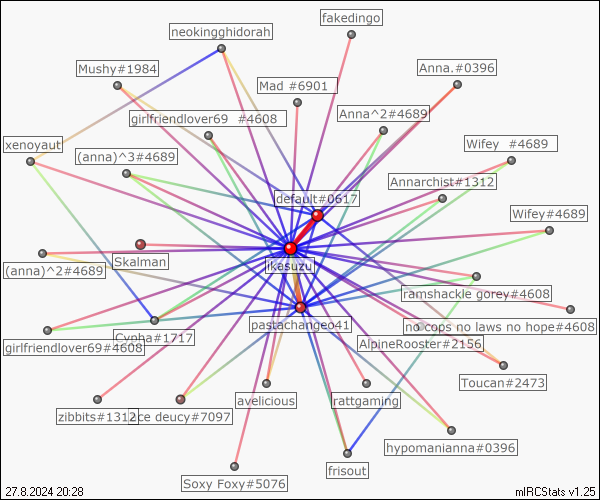 fakedingo
neokingghidorah
Mushy#1984
Anna.#0396
Mad #6901
girlfriendlover69 #4608
Anna^2#4689
xenoyaut
(anna)^3#4689
Wifey #4689
Annarchist#1312
default#0617
Wifey#4689
Skalman
ikesuzu
(anna)^2#4689
ramshackle gorey#4608
pastachangeo41
no cops no laws no hope#4608
Cypha#1717
girlfriendlover69#4608
AlpineRooster#2156
Toucan#2473
avelicious
rattgaming
zibbits#1312
ace deucy#7097
hypomanianna#0396
frisout
Soxy Foxy#5076
27.8.2024 20:28
mIRCStats v1.25